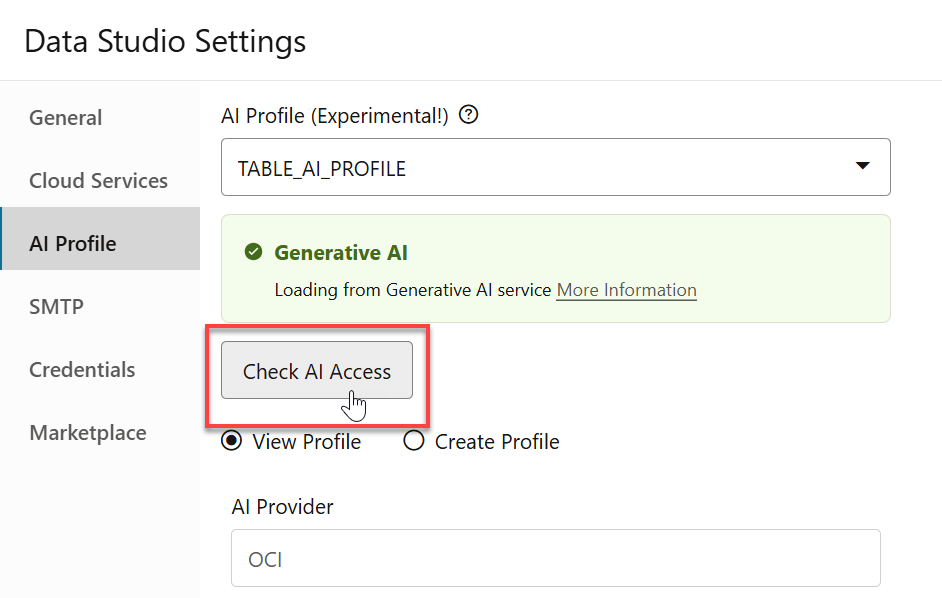 Data Studio Settings
General
Cloud Services
AI Profile
SMTP
Credentials
Marketplace
AI Profile (Experimental!) ?
TABLE_AI_PROFILE
Generative AI
Loading from Generative AI service More Information
Check AI Access
View Profile Create Profile
AI Provider
OCI